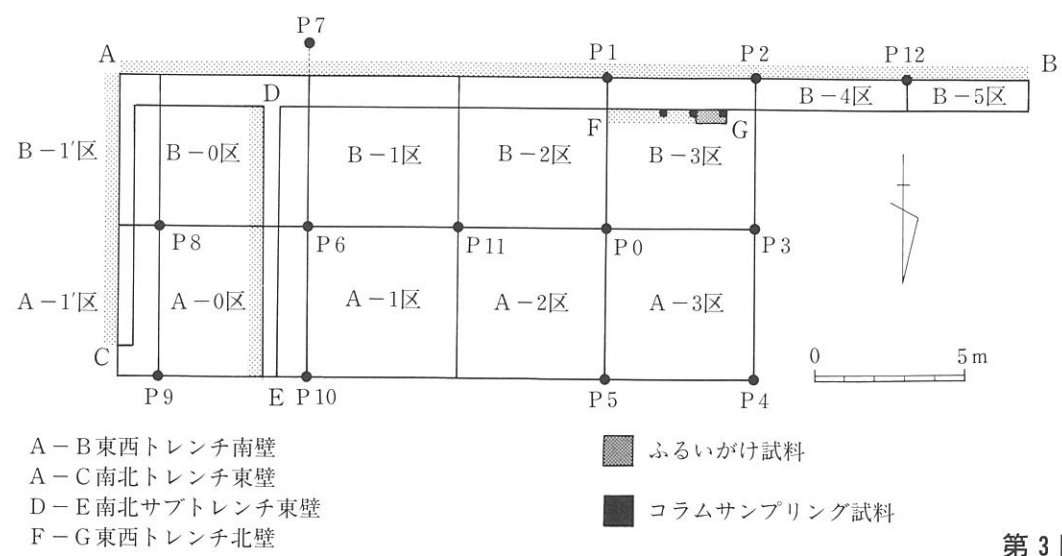 P7
A
P1
P2
P12
B
D
B-4区
B-5区
F
G
B-1′区
B-0区
B-1区
B-2区
B-3区
P8
P6
P11
P0
P3
A-1′区
A-0区
A-1区
A-2区
A-3区
0
5m
C
P9
E
P10
P5
P4
A-B東西トレンチ南壁
A-C南北トレンチ東壁
D-E南北サブトレンチ東壁
F-G東西トレンチ北壁
ふるいがけ試料
コラムサンプリング試料
第3